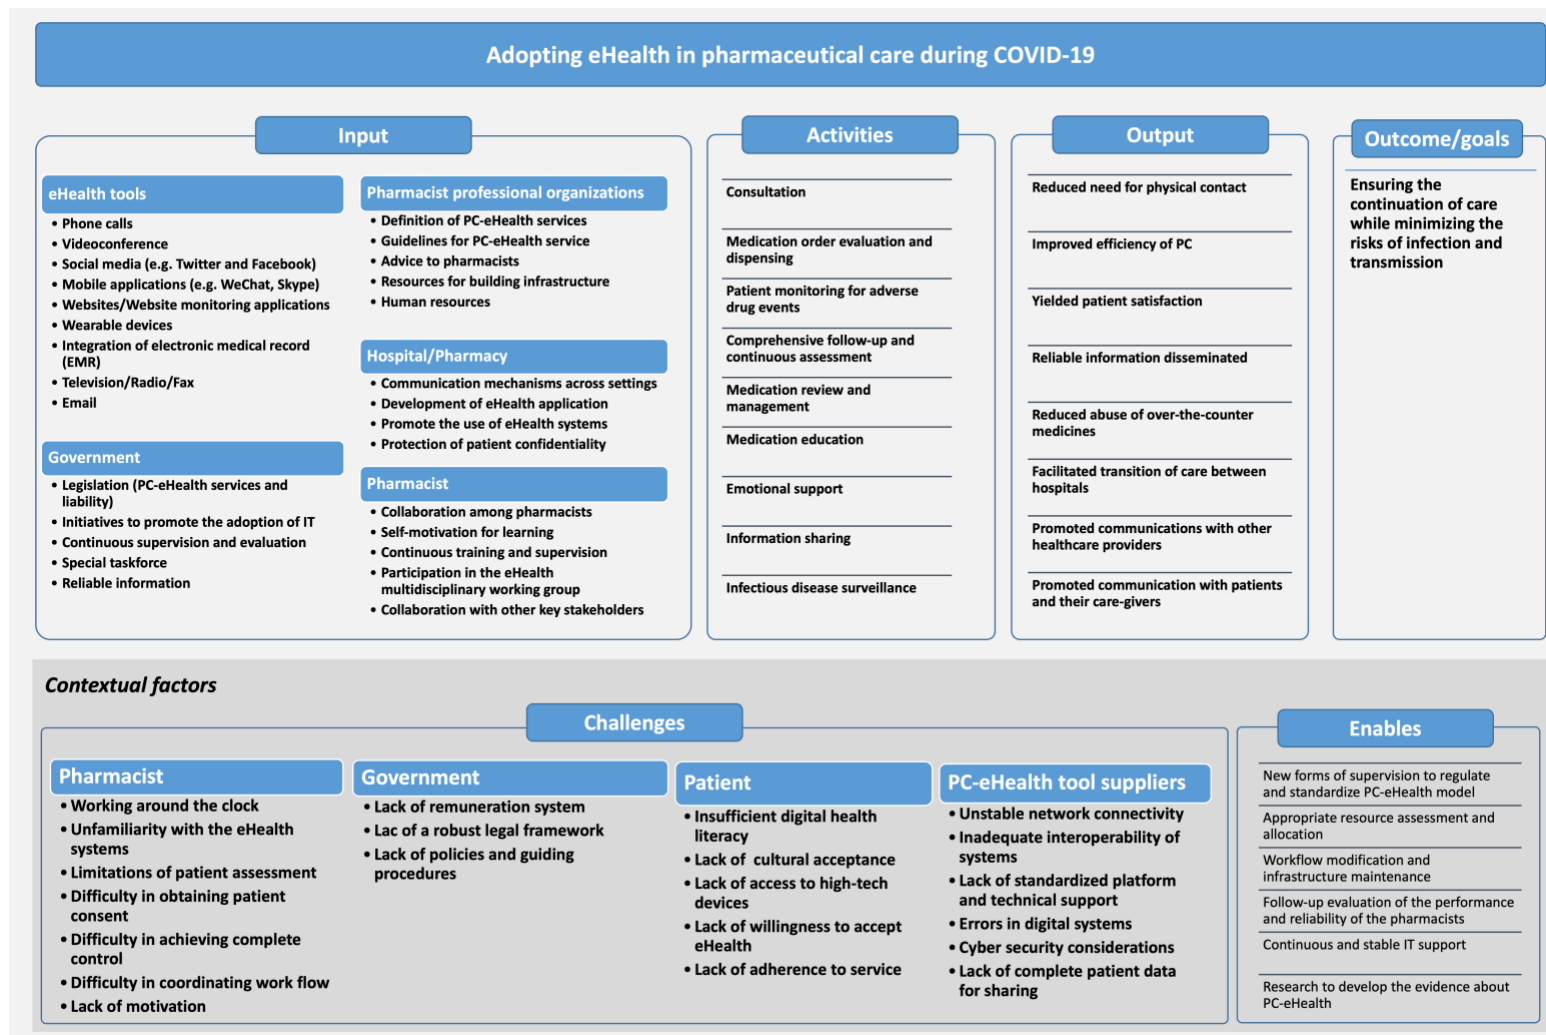 Adopting eHealth in pharmaceutical care during COVID-19
Input
eHealth tools
• Phone calls
• Videoconference
• Social media (e.g. Twitter and Facebook)
• Mobile applications (e.g. WeChat, Skype)
• Websites/Website monitoring applications
• Wearable devices
• Integration of electronic medical record
(EMR)
• Television/Radio/Fax
• Email
Government
• Legislation (PC-eHealth services and
liability)
• Initiatives to promote the adoption of IT
• Continuous supervision and evaluation
• Special taskforce
• Reliable information
Pharmacist professional organizations
• Definition of PC-eHealth services
• Guidelines for PC-eHealth service
• Advice to pharmacists
• Resources for building infrastructure
• Human resources
Hospital/Pharmacy
• Communication mechanisms across settings
• Development of eHealth application
• Promote the use of eHealth systems
• Protection of patient confidentiality
Pharmacist
• Collaboration among pharmacists
• Self-motivation for learning
• Continuous training and supervision
• Participation in the eHealth
multidisciplinary working group
• Collaboration with other key stakeholders
Activities
Consultation
Medication order evaluation and
dispensing
Patient monitoring for adverse
drug events
Comprehensive follow-up and
continuous assessment
Medication review and
management
Medication education
Emotional support
Information sharing
Infectious disease surveillance
Output
Reduced need for physical contact
Improved efficiency of PC
Yielded patient satisfaction
Reliable information disseminated
Reduced abuse of over-the-counter
medicines
Facilitated transition of care between
hospitals
Promoted communications with other
healthcare providers
Promoted communication with patients
and their care-givers
Outcome/goals
Ensuring the
continuation of care
while minimizing the
risks of infection and
transmission
Contextual factors
Challenges
Pharmacist
• Working around the clock
• Unfamiliarity with the eHealth
systems
• Limitations of patient assessment
• Difficulty in obtaining patient
consent
• Difficulty in achieving complete
control
• Difficulty in coordinating work flow
• Lack of motivation
Government
• Lack of remuneration system
• Lac of a robust legal framework
• Lack of policies and guiding
procedures
Patient
• Insufficient digital health
literacy
• Lack of cultural acceptance
• Lack of access to high-tech
devices
• Lack of willingness to accept
eHealth
• Lack of adherence to service
PC-eHealth tool suppliers
• Unstable network connectivity
• Inadequate interoperability of
systems
• Lack of standardized platform
and technical support
• Errors in digital systems
• Cyber security considerations
• Lack of complete patient data
for sharing
Enables
New forms of supervision to regulate
and standardize PC-eHealth model
Appropriate resource assessment and
allocation
Workflow modification and
infrastructure maintenance
Follow-up evaluation of the performance
and reliability of the pharmacists
Continuous and stable IT support
Research to develop the evidence about
PC-eHealth